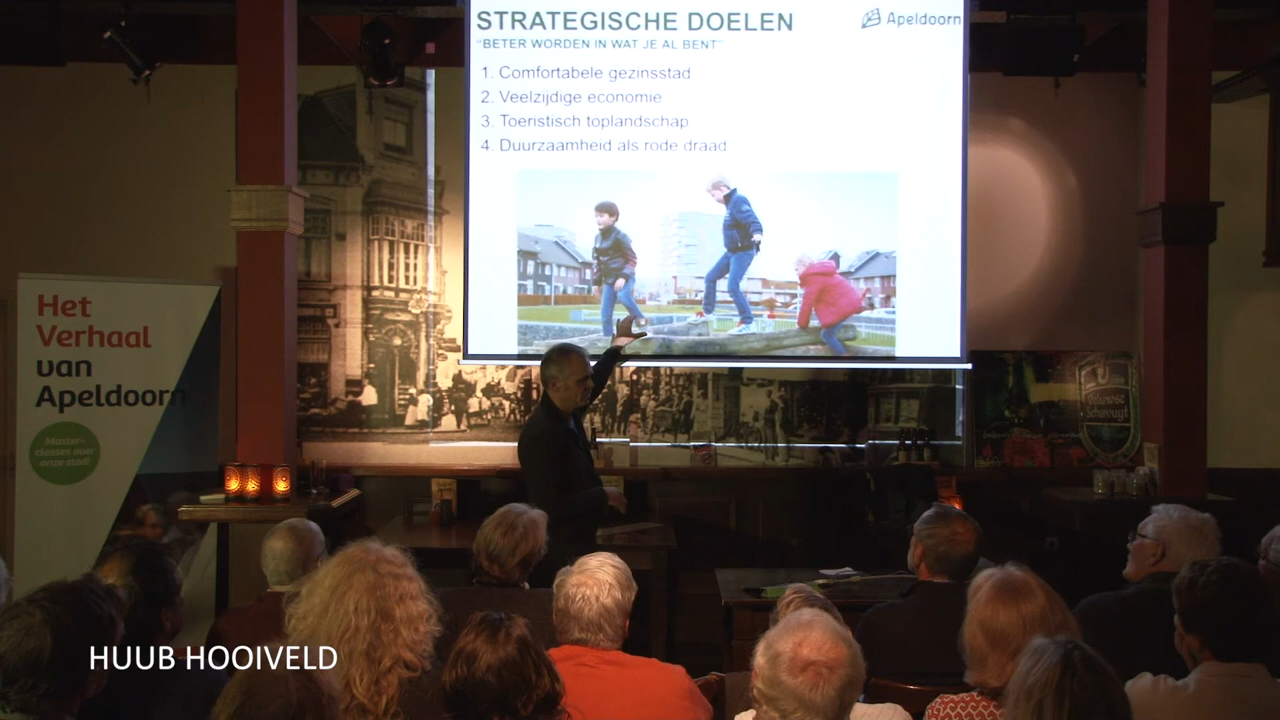 STRATEGISCHE DOELEN
Apeldoorn
"BETER WORDEN IN WAT JE AL BENT"
1. Comfortabele gezinsstad
2. Veelzijdige economie
3. Toeristisch toplandschap
4. Duurzaamheid als rode draad
Het
Verhaal
van
Apeldoorn
Master-
classes over
onze stad!
HUUB HOOIVELD